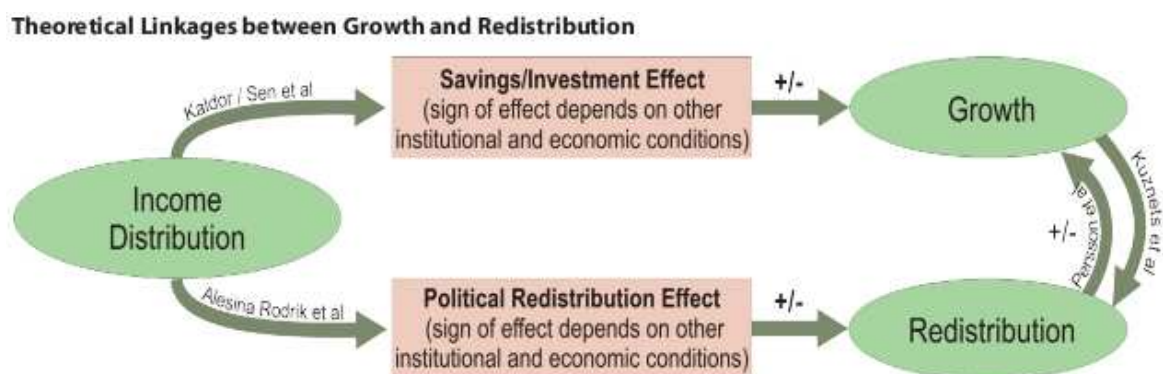 Theoretical Linkages between Growth and Redistribution
Kaldor / Sen et al
Savings/Investment Effect
(sign of effect depends on other
institutional and economic conditions)
+/-
Growth
Income
Distribution
Kuznets et al
Persson et al
+/-
Alesina Rodrik et al
Political Redistribution Effect
(sign of effect depends on other
institutional and economic conditions)
+/-
Redistribution